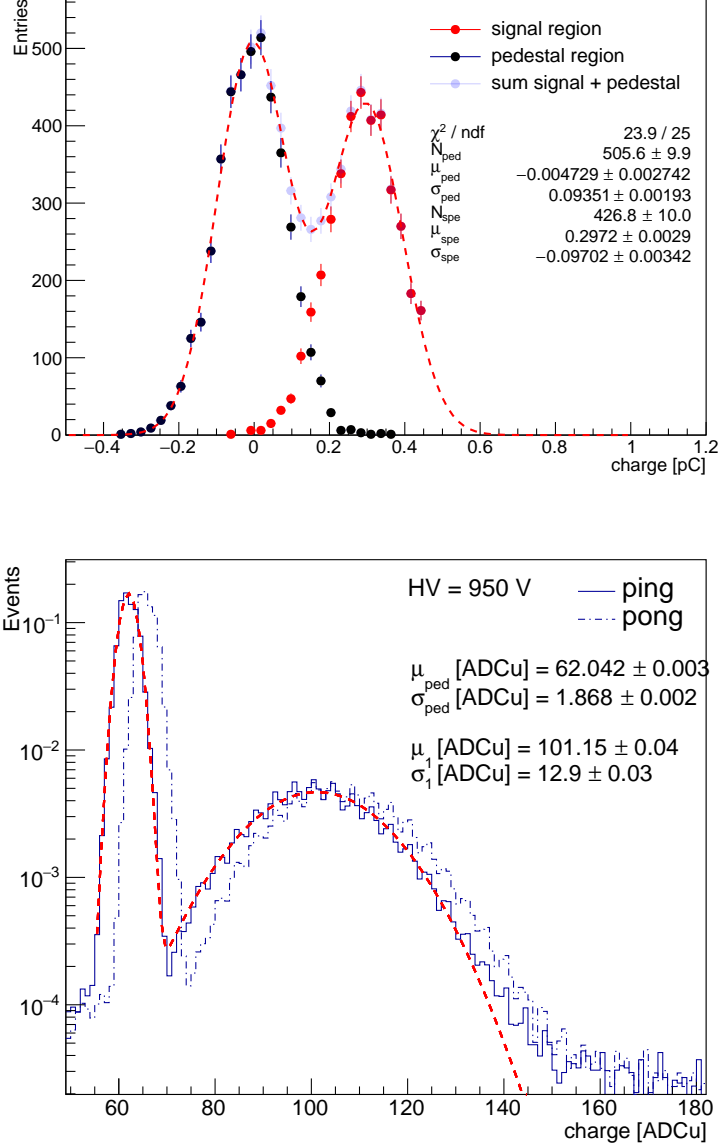 Entries
500
400
300
200
100
0
−0.4 −0.2 0 0.2 0.4 0.6 0.8 1 1.2
charge [pC]
signal region
pedestal region
sum signal + pedestal
χ² / ndf 23.9 / 25
N_ped 505.6 ± 9.9
μ_ped −0.004729 ± 0.002742
σ_ped 0.09351 ± 0.00193
N_spe 426.8 ± 10.0
μ_spe 0.2972 ± 0.0029
σ_spe −0.09702 ± 0.00342
Events
10⁻¹
10⁻²
10⁻³
10⁻⁴
60 80 100 120 140 160 180
charge [ADCu]
HV = 950 V
ping
pong
μ_ped [ADCu] = 62.042 ± 0.003
σ_ped [ADCu] = 1.868 ± 0.002
μ_1 [ADCu] = 101.15 ± 0.04
σ_1 [ADCu] = 12.9 ± 0.03